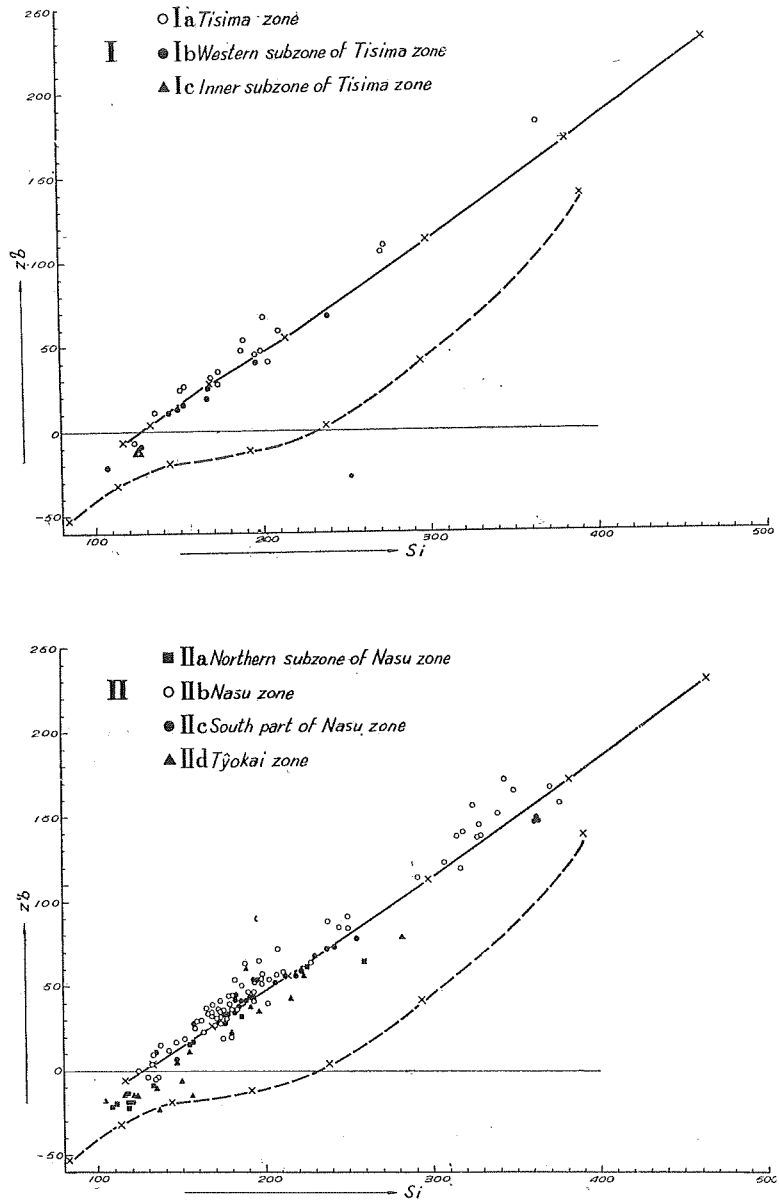 I
Ia Tisima zone
Ib Western subzone of Tisima zone
Ic Inner subzone of Tisima zone
250
200
150
100
50
0
-50
qz
100
200
300
400
500
Si
II
IIa Northern subzone of Nasu zone
IIb Nasu zone
IIc South part of Nasu zone
IId Tŷokai zone
250
200
150
100
50
0
-50
qz
100
200
300
400
500
Si